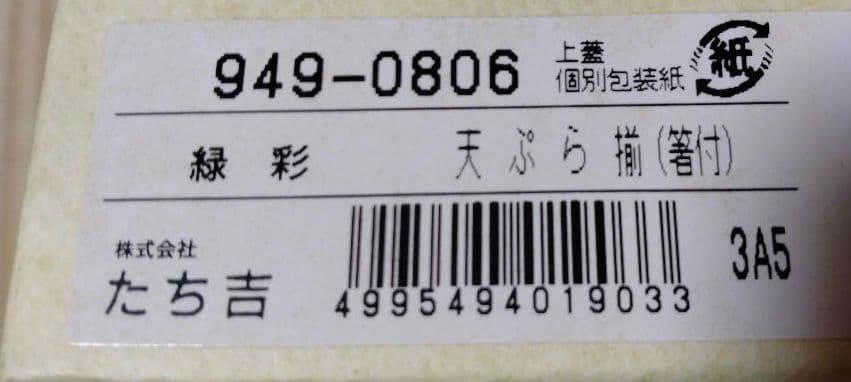 949-0806
上蓋
個別包装紙
紙
緑 彩 天ぷら揃(箸付)
株式会社
たち吉
4995494019033
3A5